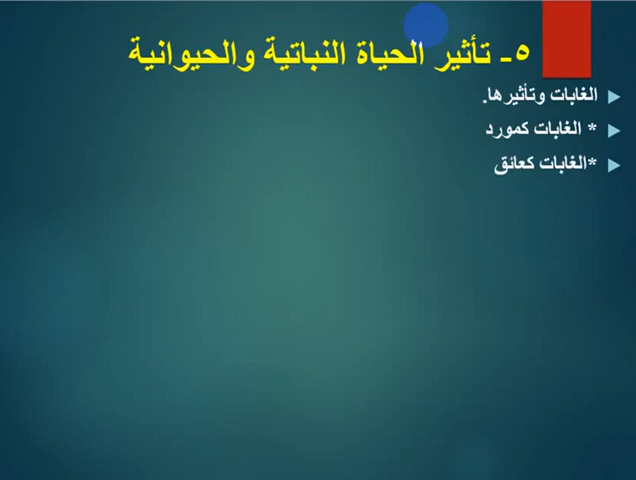 ٥- تأثير الحياة النباتية والحيوانية
الغابات وتأثيرها.
* الغابات كمورد
*الغابات كعائق